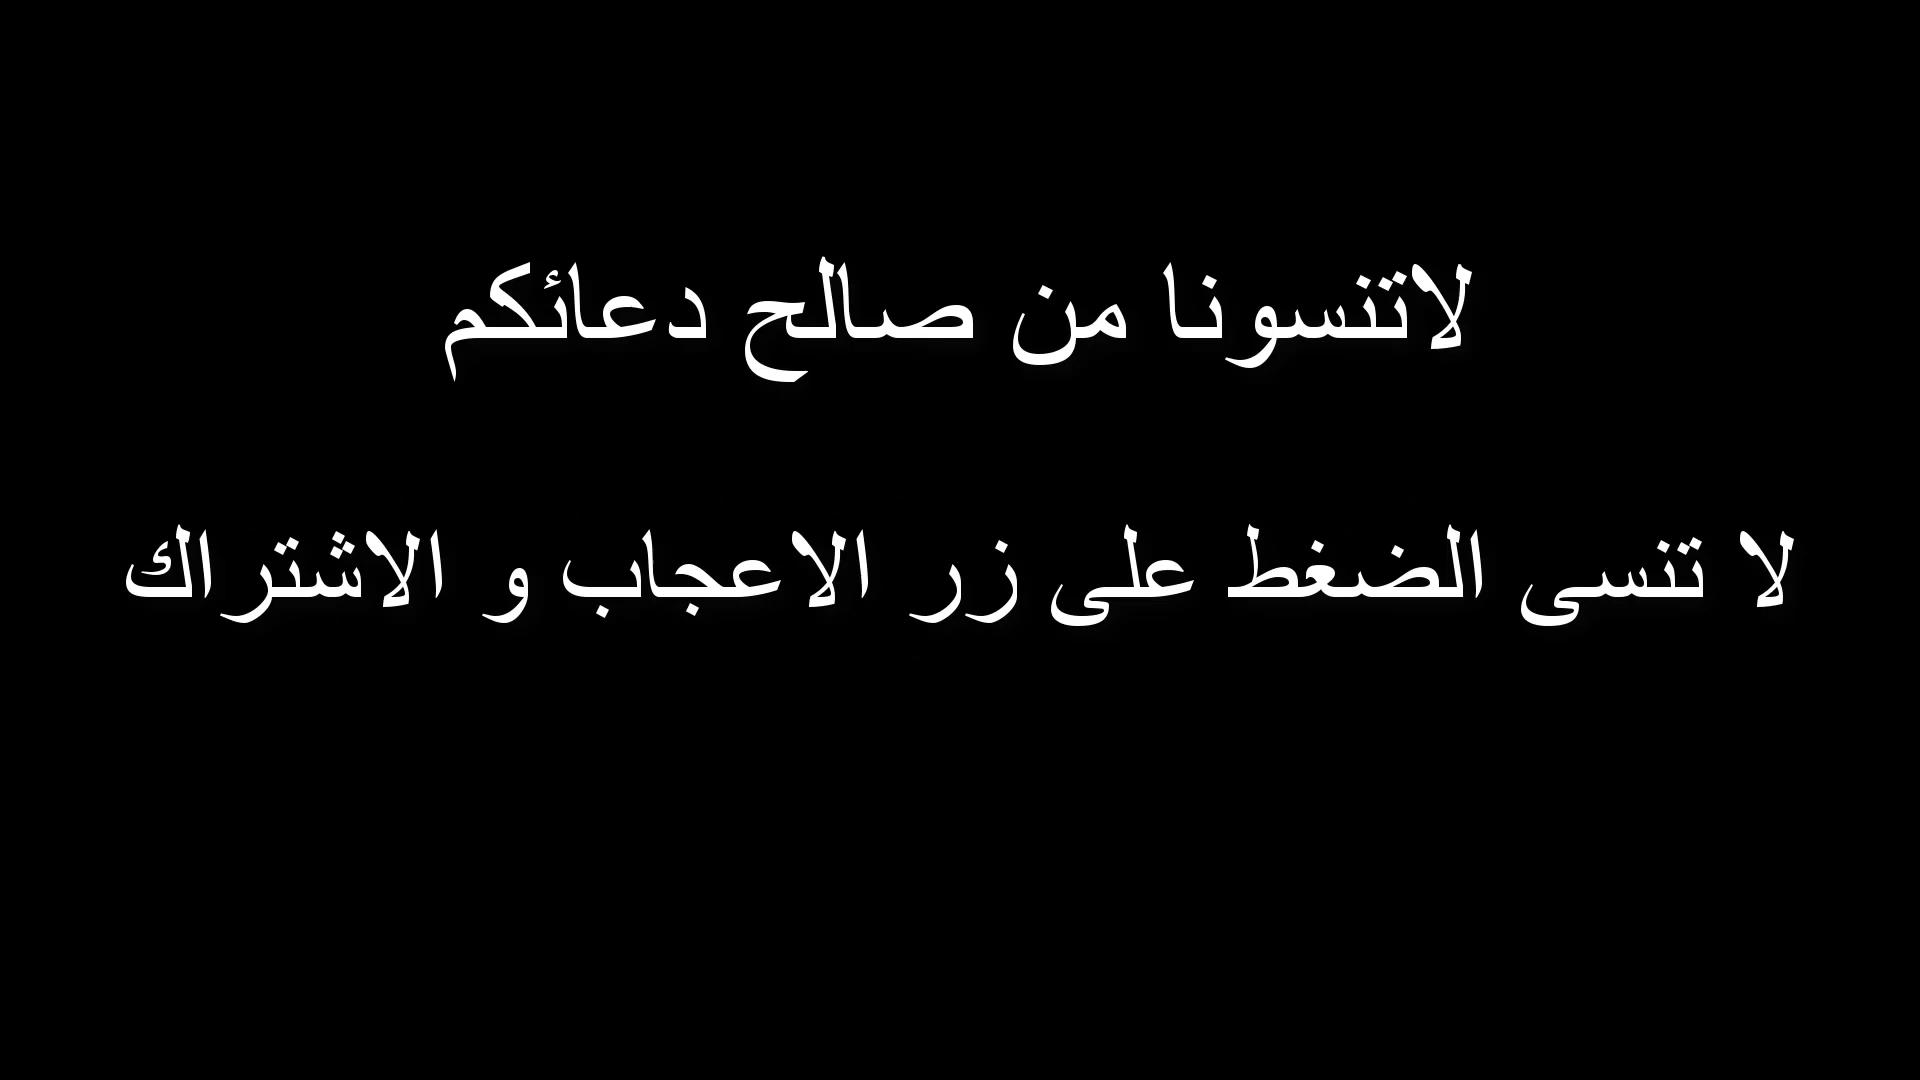 لاتنسونا من صالح دعائكم
لا تنسى الضغط على زر الاعجاب و الاشتراك